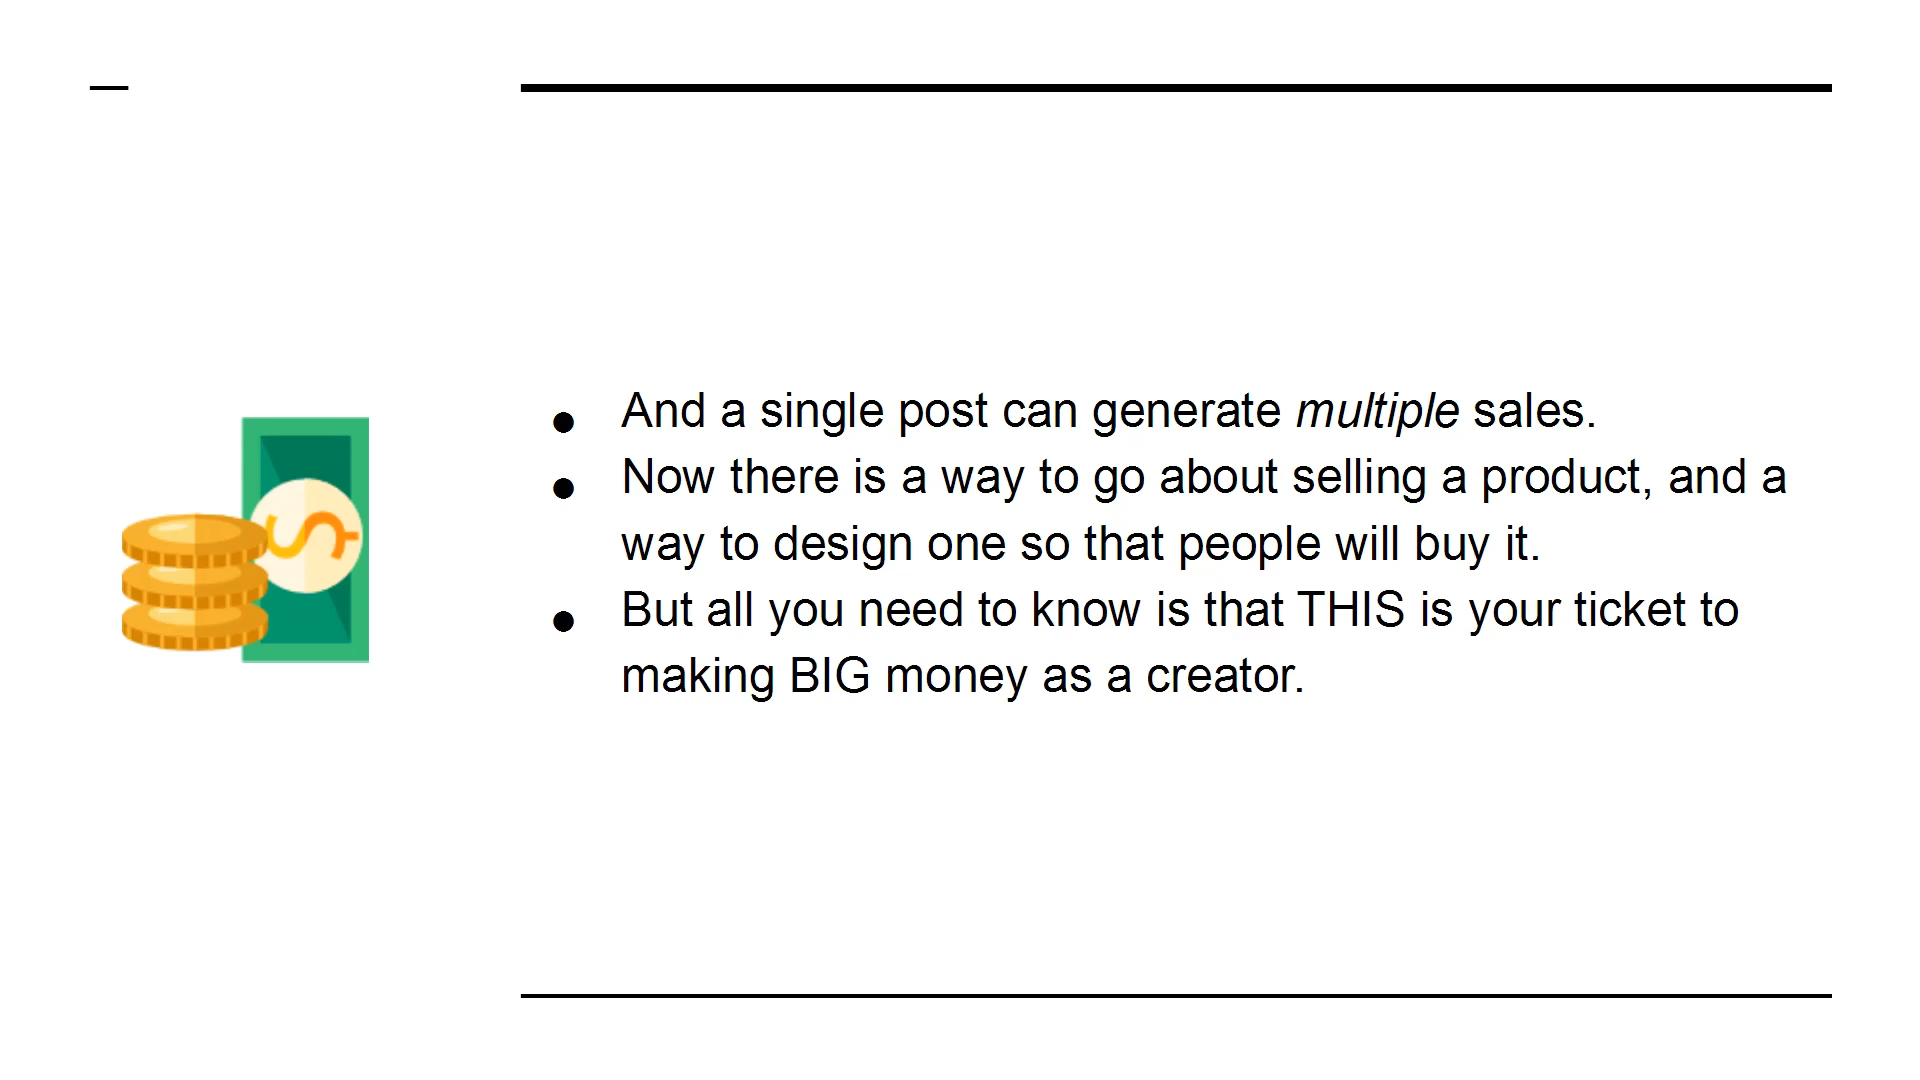 ● And a single post can generate multiple sales.
● Now there is a way to go about selling a product, and a
way to design one so that people will buy it.
● But all you need to know is that THIS is your ticket to
making BIG money as a creator.